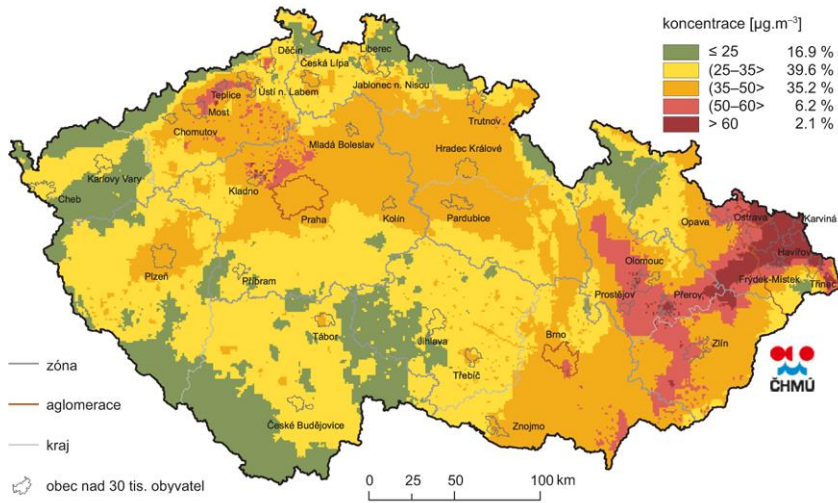 koncentrace [µg.m⁻³]
≤ 25 16.9 %
(25–35> 39.6 %
(35–50> 35.2 %
(50–60> 6.2 %
> 60 2.1 %
Děčín
Liberec
Česká Lípa
Teplice
Ústí n. Labem
Jablonec n. Nisou
Most
Chomutov
Trutnov
Mladá Boleslav
Hradec Králové
Karlovy Vary
Kladno
Cheb
Praha
Kolín
Pardubice
Opava
Ostrava
Karviná
Havířov
Plzeň
Olomouc
Příbram
Frýdek-Místek
Třinec
Prostějov
Přerov
Tábor
Jihlava
Brno
Zlín
Třebíč
ČHMÚ
České Budějovice
Znojmo
zóna
aglomerace
kraj
obec nad 30 tis. obyvatel
0 25 50 100 km